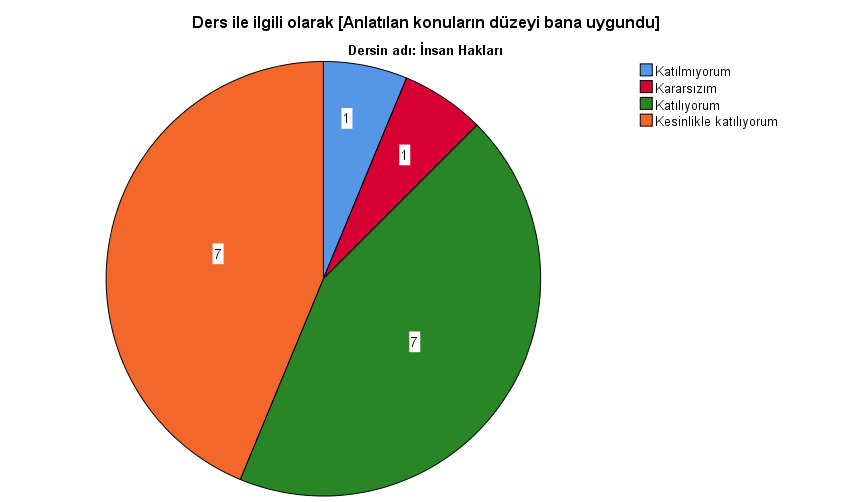 Ders ile ilgili olarak [Anlatılan konuların düzeyi bana uygundu]
Dersin adı: İnsan Hakları
Katılmıyorum
Kararsızım
Katılıyorum
Kesinlikle katılıyorum
1
1
7
7